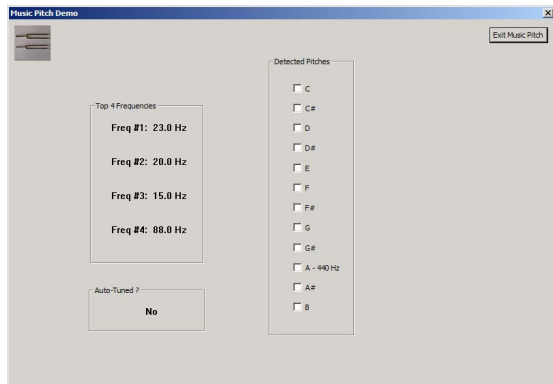 Music Pitch Demo
Exit Music Pitch
Top 4 Frequencies
Freq #1: 23.0 Hz
Freq #2: 20.0 Hz
Freq #3: 15.0 Hz
Freq #4: 88.0 Hz
Auto-Tuned ?
No
Detected Pitches
C
C#
D
D#
E
F
F#
G
G#
A - 440 Hz
A#
B